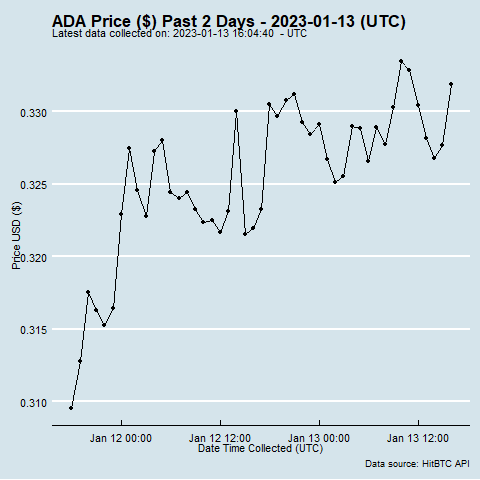 ADA Price ($) Past 2 Days - 2023-01-13 (UTC)
Latest data collected on: 2023-01-13 16:04:40  - UTC
Price USD ($)
0.330
0.325
0.320
0.315
0.310
Jan 12 00:00
Jan 12 12:00
Jan 13 00:00
Jan 13 12:00
Date Time Collected (UTC)
Data source: HitBTC API